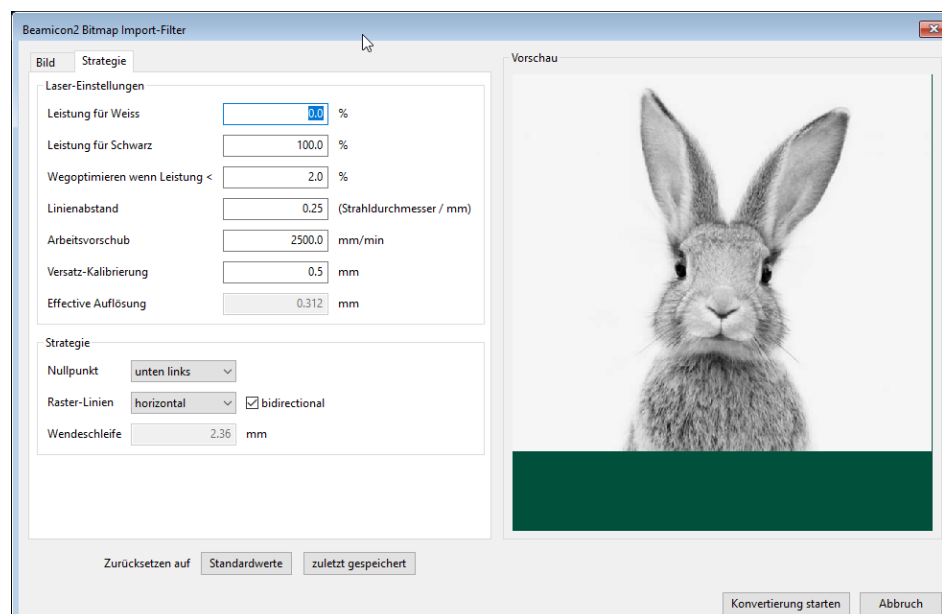 Beamicon2 Bitmap Import-Filter
Bild Strategie
Laser-Einstellungen
Leistung für Weiss 0.0 %
Leistung für Schwarz 100.0 %
Wegoptimieren wenn Leistung < 2.0 %
Linienabstand 0.25 (Strahldurchmesser / mm)
Arbeitsvorschub 2500.0 mm/min
Versatz-Kalibrierung 0.5 mm
Effective Auflösung 0.312 mm
Strategie
Nullpunkt unten links
Raster-Linien horizontal bidirectional
Wendeschleife 2.36 mm
Zurücksetzen auf Standardwerte zuletzt gespeichert
Vorschau
Konvertierung starten Abbruch